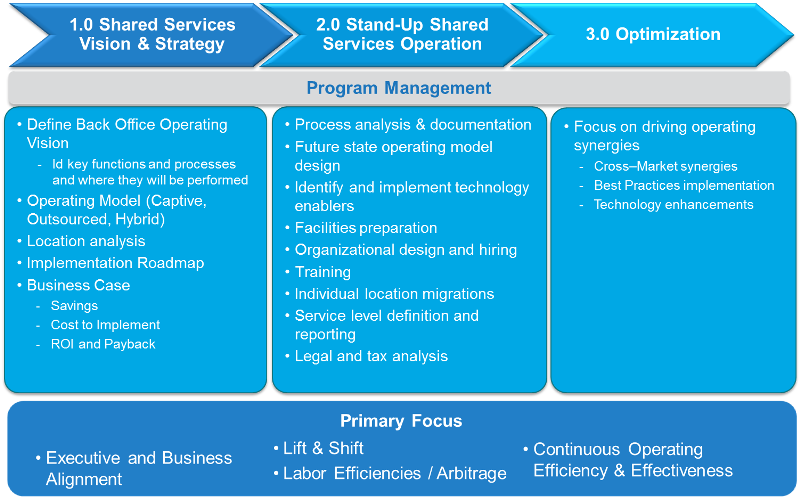 1.0 Shared Services
Vision & Strategy
2.0 Stand-Up Shared
Services Operation
3.0 Optimization
Program Management
• Define Back Office Operating
Vision
- Id key functions and processes
and where they will be performed
• Operating Model (Captive,
Outsourced, Hybrid)
• Location analysis
• Implementation Roadmap
• Business Case
- Savings
- Cost to Implement
- ROI and Payback
• Process analysis & documentation
• Future state operating model
design
• Identify and implement technology
enablers
• Facilities preparation
• Organizational design and hiring
• Training
• Individual location migrations
• Service level definition and
reporting
• Legal and tax analysis
• Focus on driving operating
synergies
- Cross–Market synergies
- Best Practices implementation
- Technology enhancements
Primary Focus
• Executive and Business
Alignment
• Lift & Shift
• Labor Efficiencies / Arbitrage
• Continuous Operating
Efficiency & Effectiveness